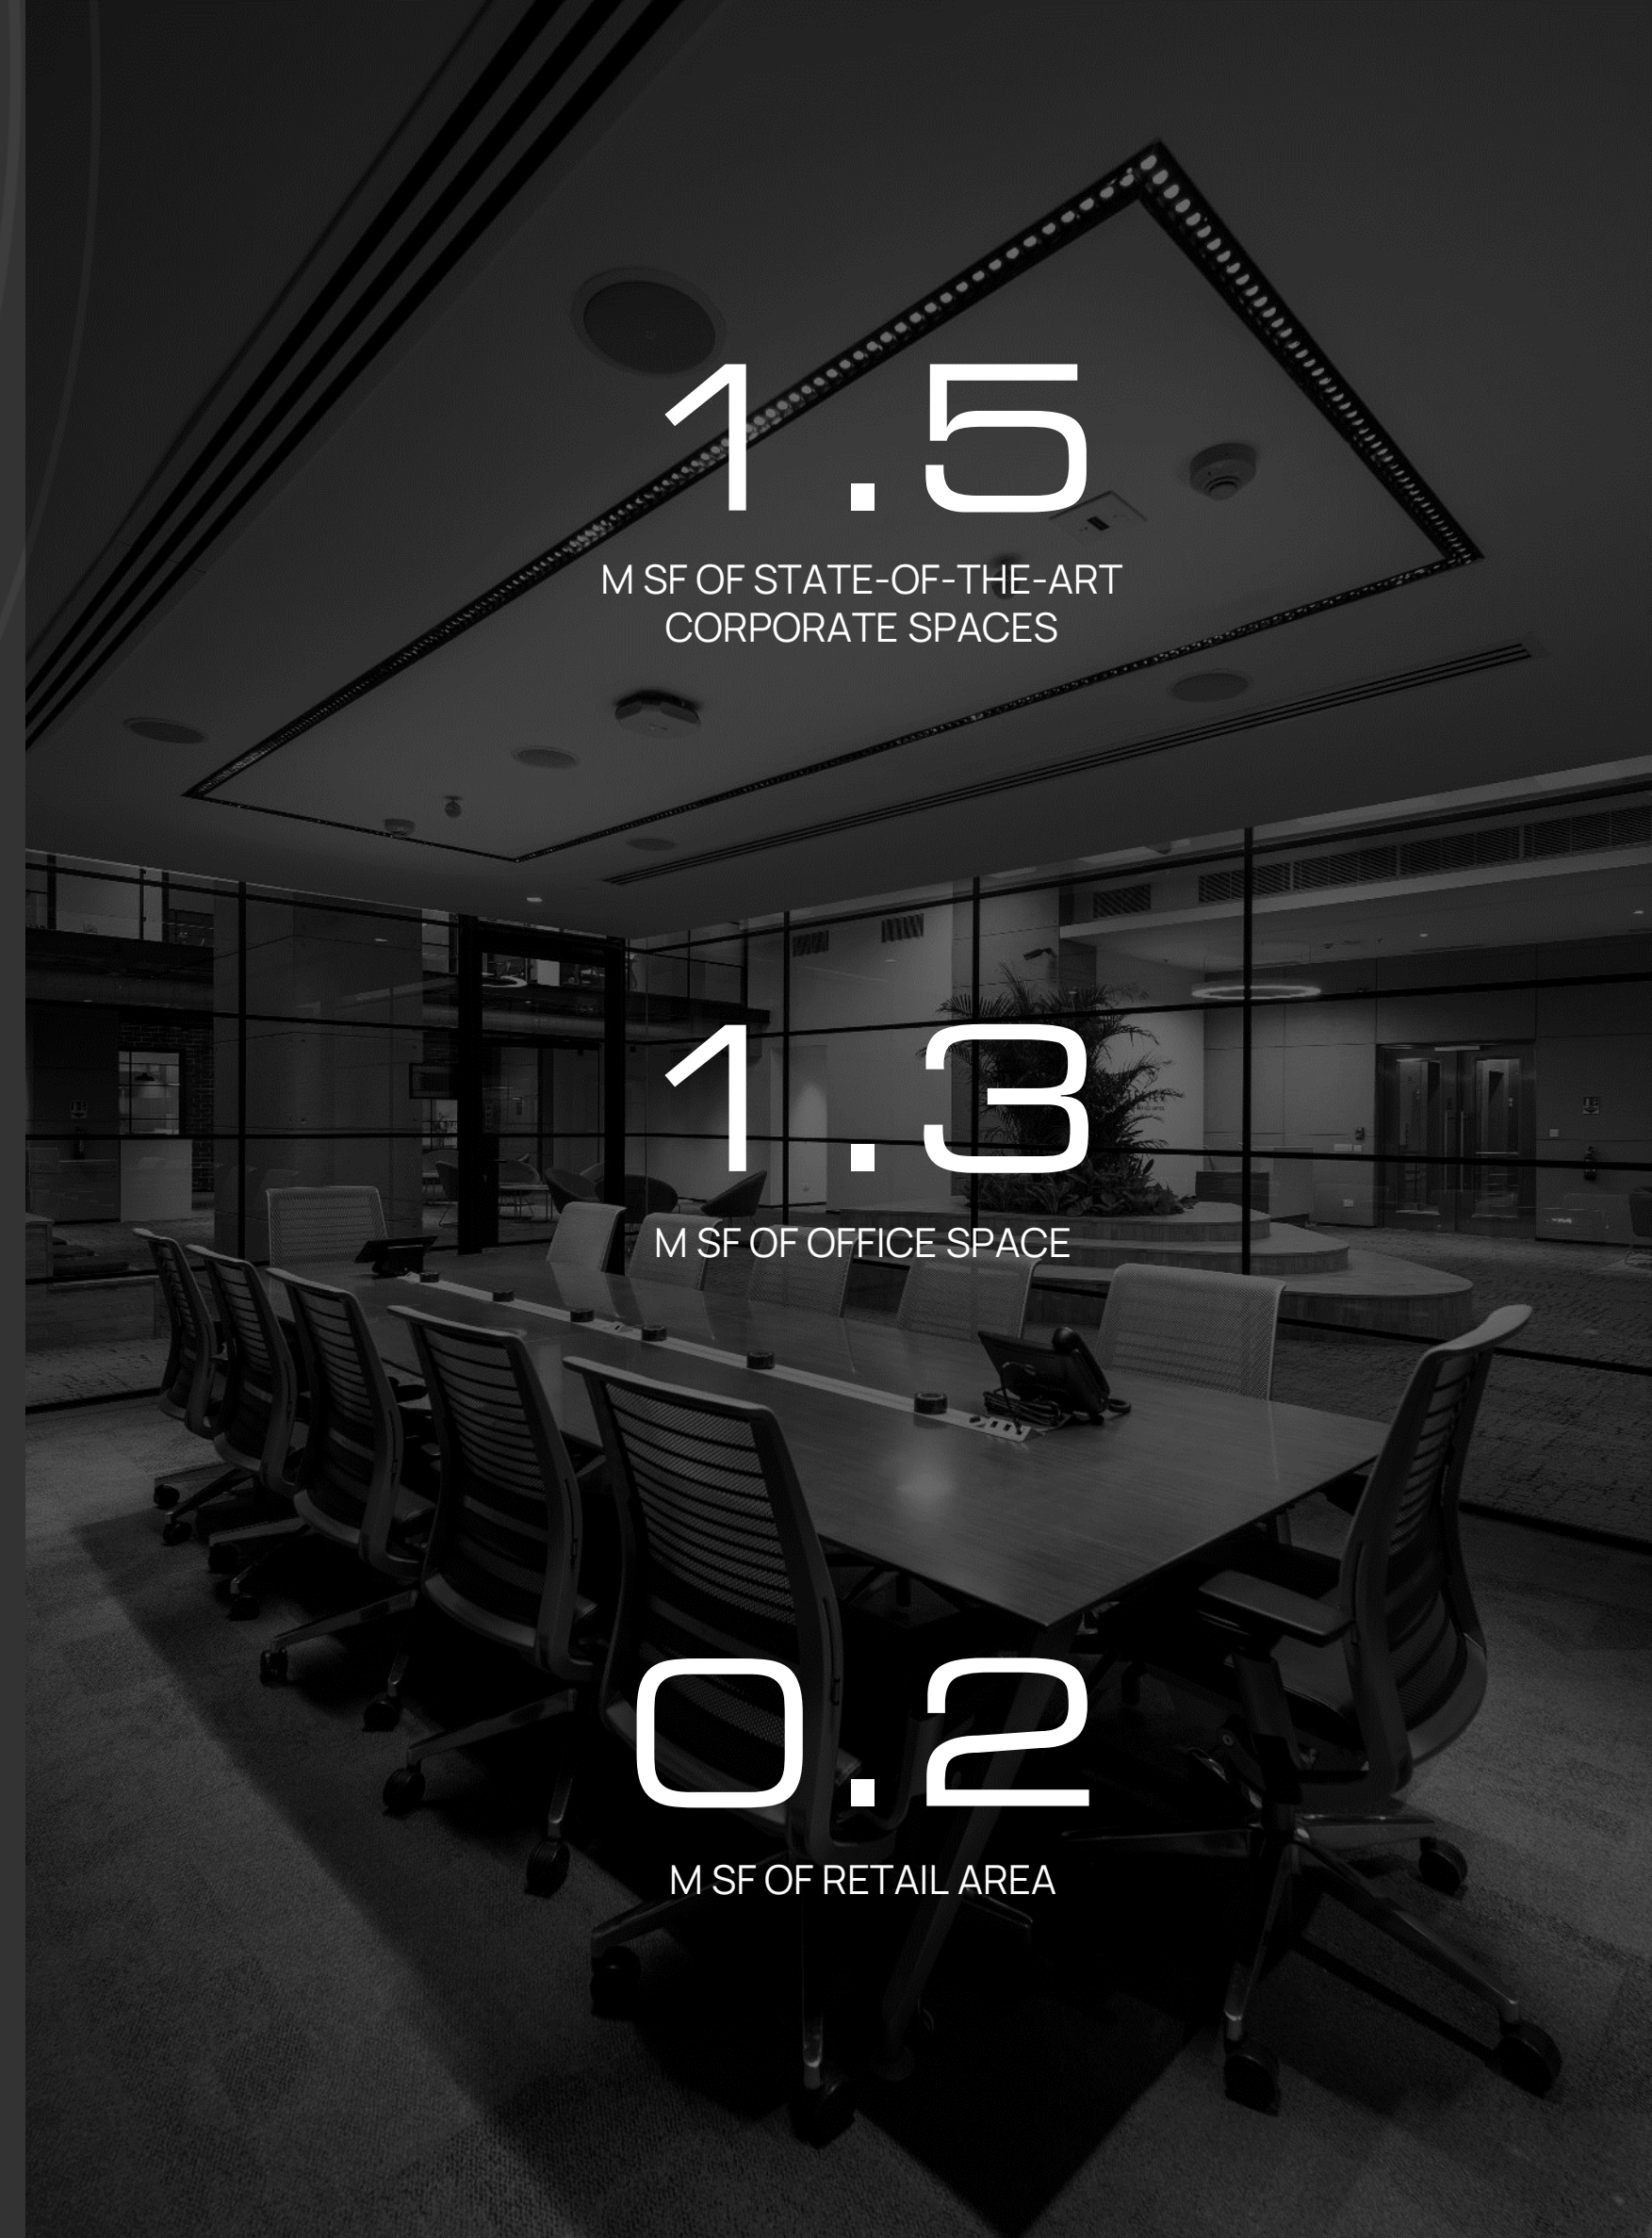 1.5
M SF OF STATE-OF-THE-ART
CORPORATE SPACES
1.3
M SF OF OFFICE SPACE
0.2
M SF OF RETAIL AREA